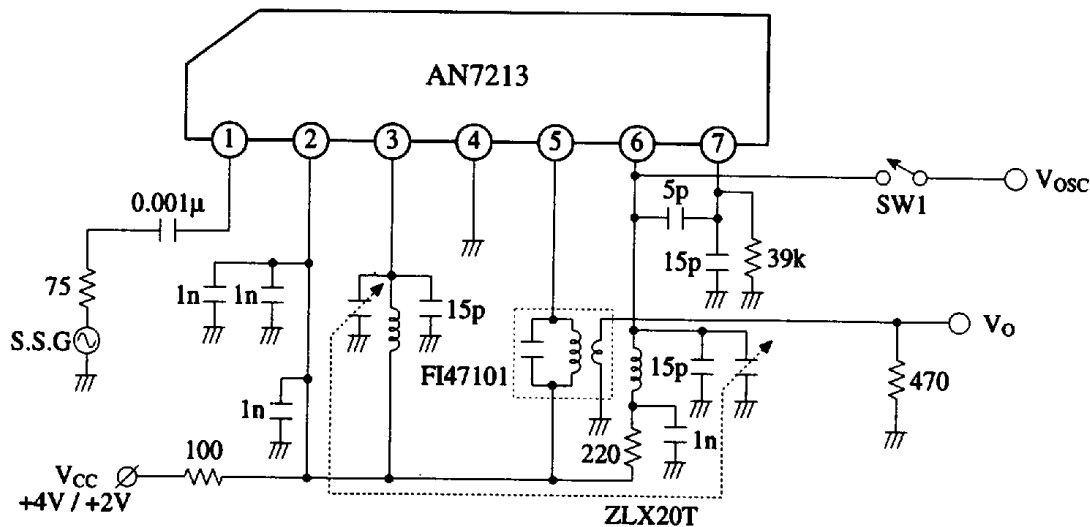 AN7213
1 2 3 4 5 6 7
VOSC
SW1
0.001μ
5p
15p
39k
75
1n
1n
15p
S.S.G
FI47101
15p
VO
470
1n
220
1n
100
VCC
+4V / +2V
ZLX20T